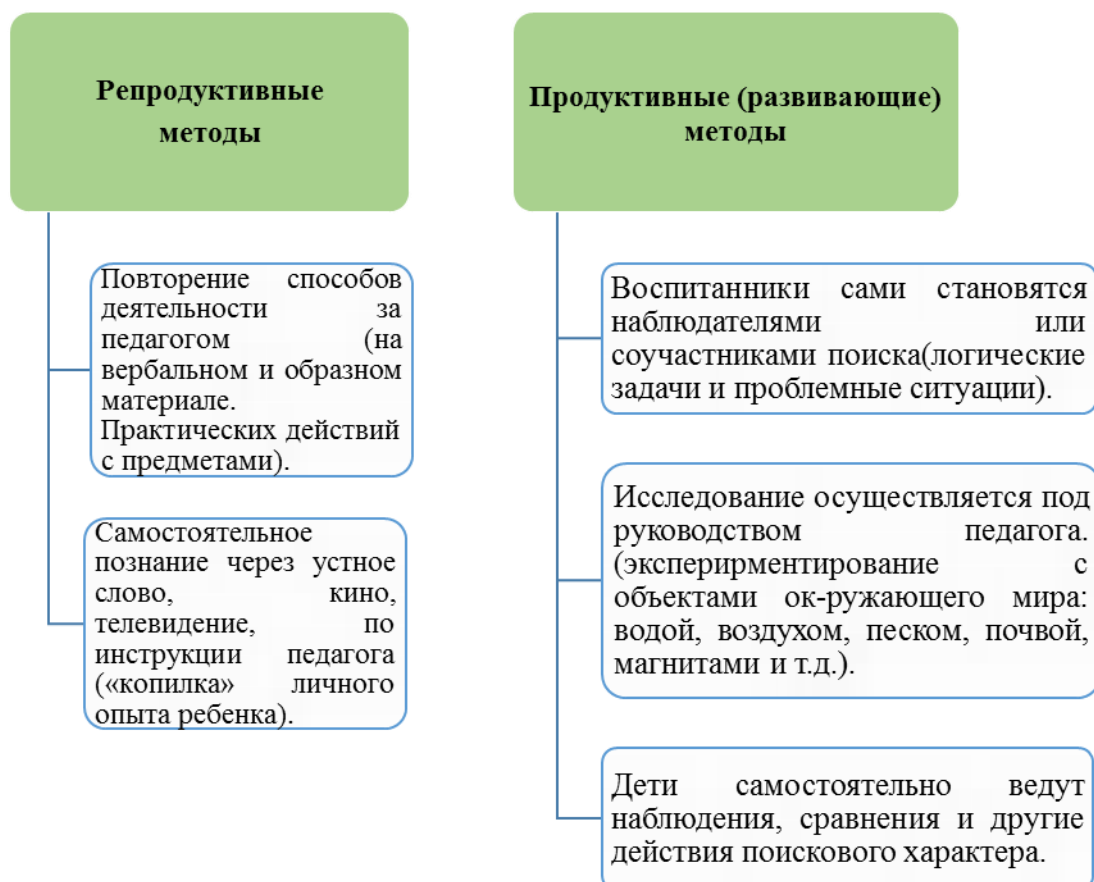 Репродуктивные
методы
Повторение способов
деятельности за
педагогом (на
вербальном и образном
материале.
Практических действий
с предметами).
Самостоятельное
познание через устное
слово, кино,
телевидение, по
инструкции педагога
(«копилка» личного
опыта ребенка).
Продуктивные (развивающие)
методы
Воспитанники сами становятся
наблюдателями или
соучастниками поиска(логические
задачи и проблемные ситуации).
Исследование осуществляется под
руководством педагога.
(эксперирментирование с
объектами ок-ружающего мира:
водой, воздухом, песком, почвой,
магнитами и т.д.).
Дети самостоятельно ведут
наблюдения, сравнения и другие
действия поискового характера.